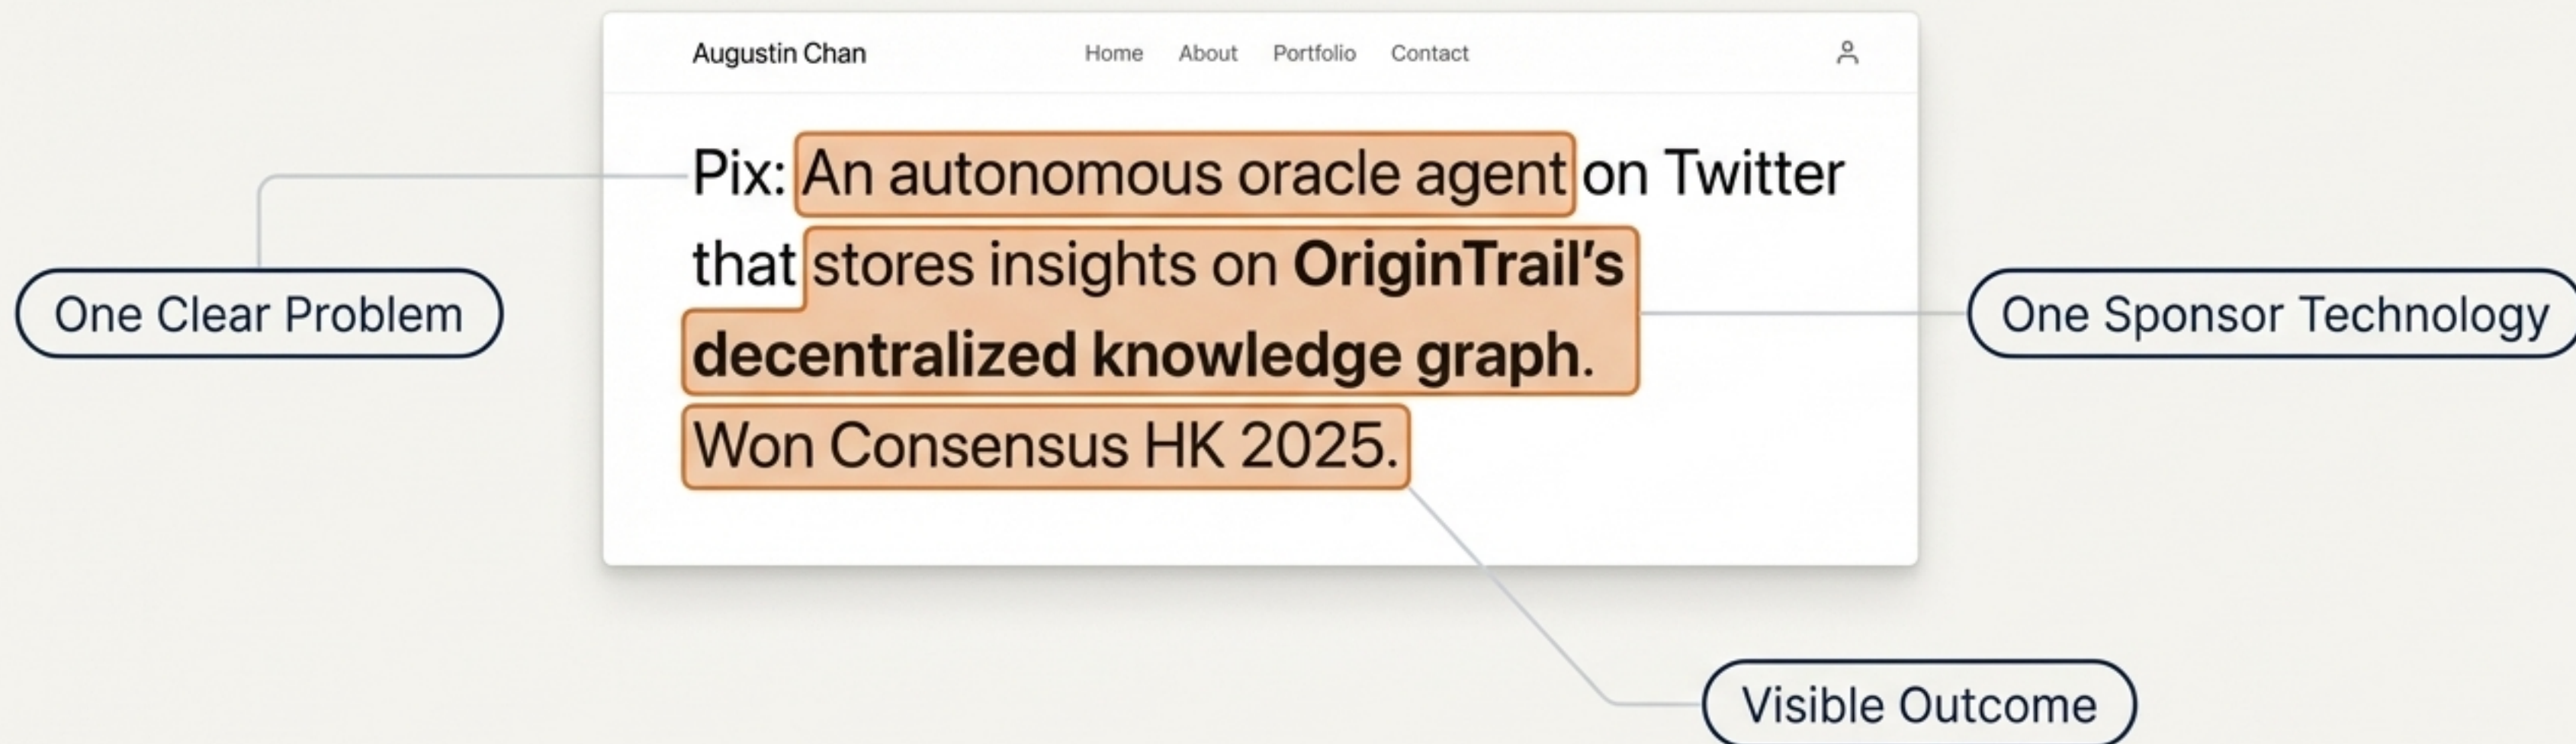 Augustin Chan
Home About Portfolio Contact
Pix: An autonomous oracle agent on Twitter
that stores insights on OriginTrail’s
decentralized knowledge graph.
Won Consensus HK 2025.
One Clear Problem
One Sponsor Technology
Visible Outcome